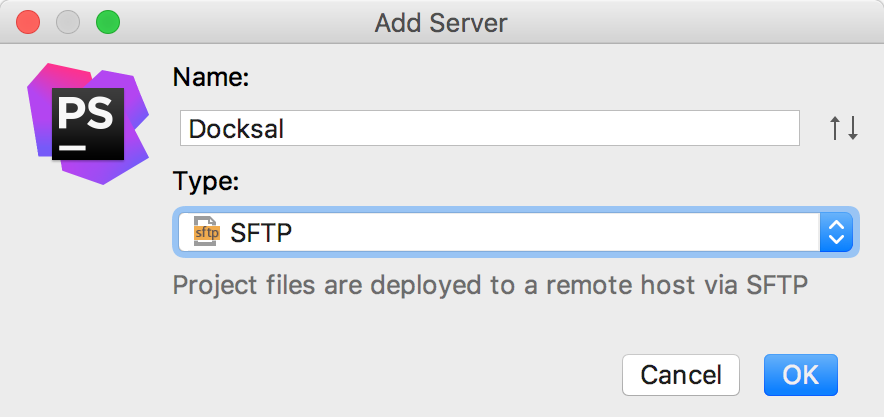 Add Server
PS
Name:
Docksal
Type:
sftp
SFTP
Project files are deployed to a remote host via SFTP
Cancel
OK